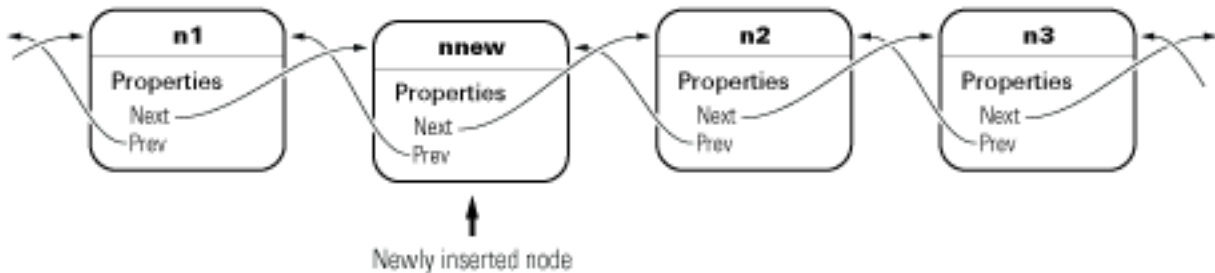 n1
Properties
Next
Prev
nnew
Properties
Next
Prev
n2
Properties
Next
Prev
n3
Properties
Next
Prev
Newly inserted node